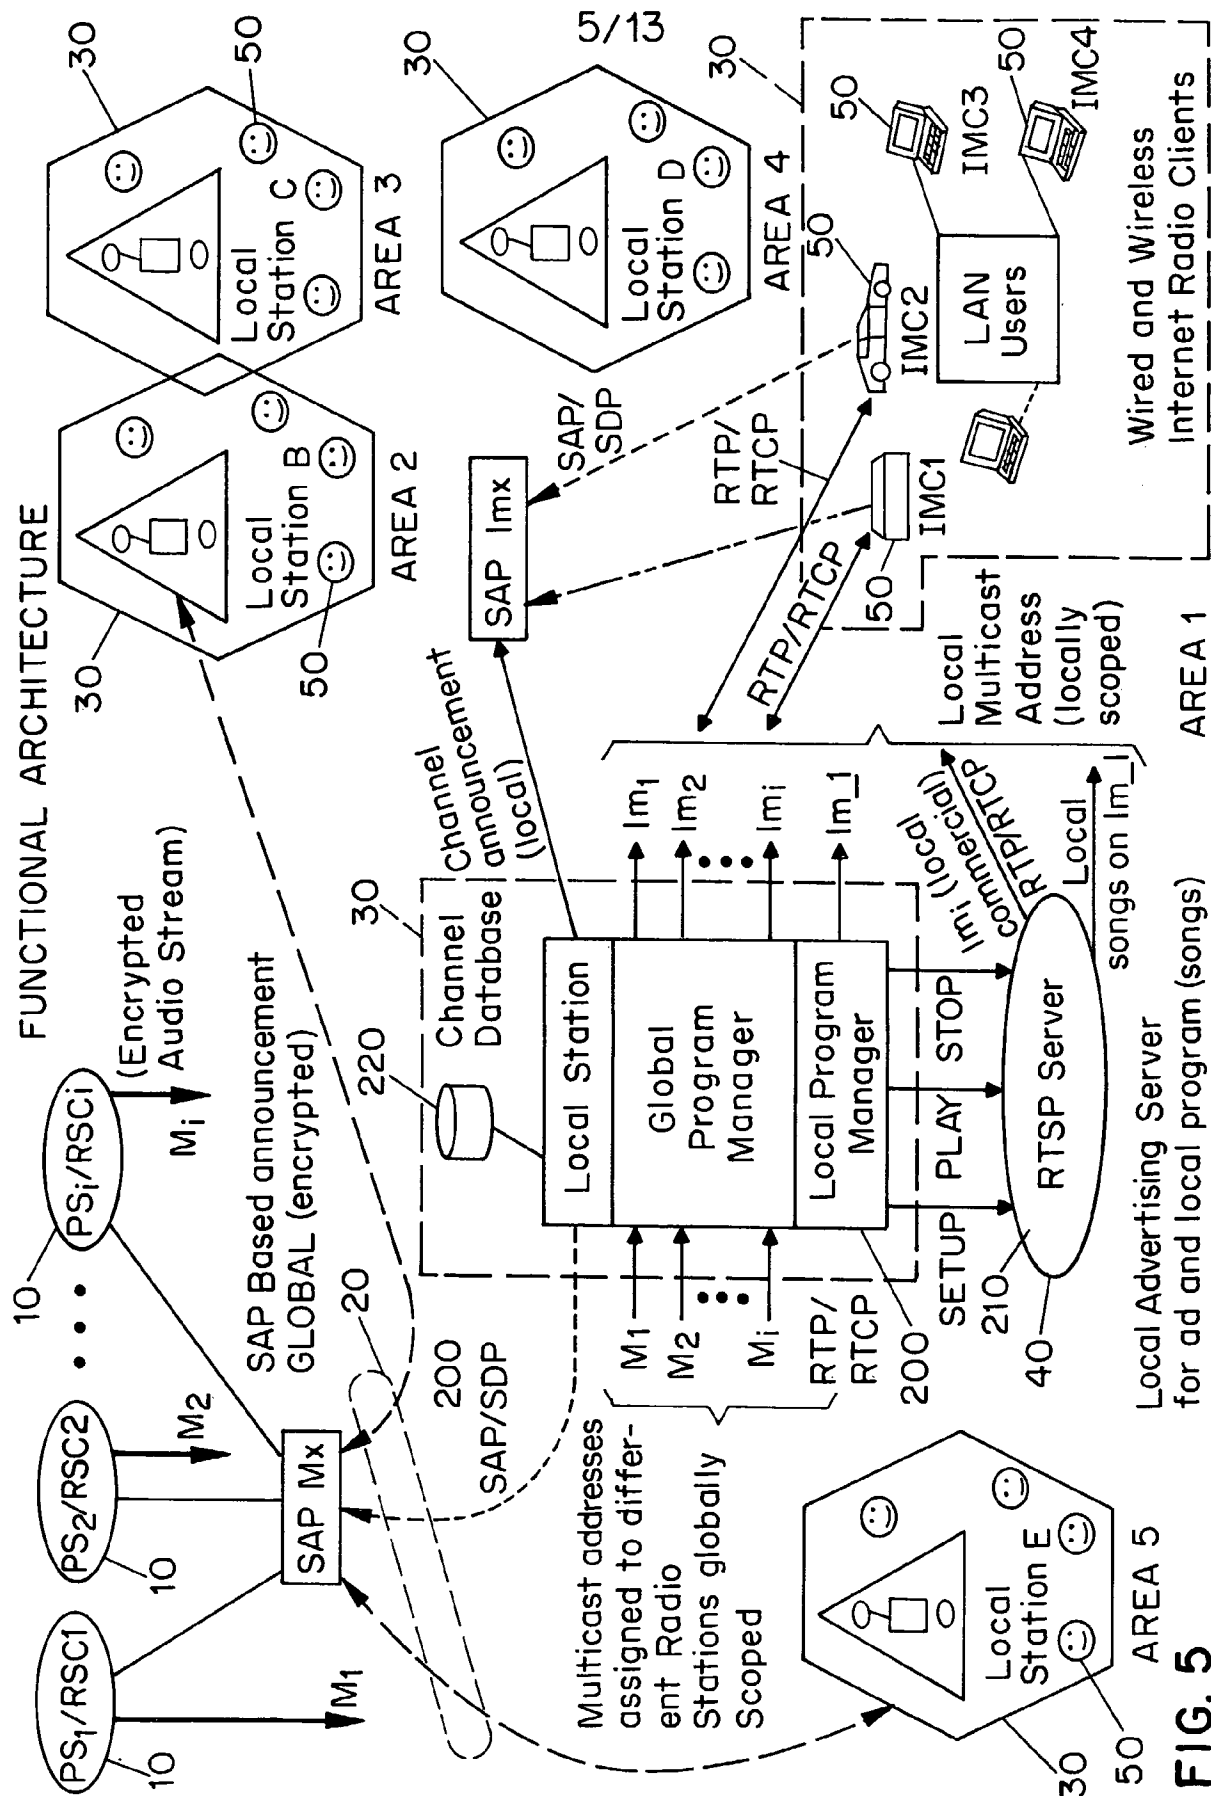 5/13
FUNCTIONAL ARCHITECTURE
PS1/RSC1
10
M1
PS2/RSC2
10
M2
PSi/RSCi
10
Mi
(Encrypted
Audio Stream)
SAP Mx
SAP Based announcement
GLOBAL (encrypted)
20
200
SAP/SDP
30
50
Local
Station B
AREA 2
30
50
Local
Station C
AREA 3
30
Local
Station D
AREA 4
Channel
announcement
(local)
SAP lmx
SAP/
SDP
RTP/
RTCP
RTP/RTCP
30
220
Channel
Database
Local Station
Global
Program
Manager
Local Program
Manager
M1
M2
Mi
RTP/
RTCP
200
lm1
lm2
lmi
lm_l
Multicast addresses
assigned to differ-
ent Radio
Stations globally
Scoped
SETUP
PLAY
STOP
210
40
RTSP Server
lmi (local
commercial)
RTP/RTCP
Local
songs on lm_l
Local Advertising Server
for ad and local program (songs)
Local
Multicast
Address
(locally
scoped)
AREA 1
30
50
IMC1
50
IMC2
50
IMC3
50
IMC4
LAN
Users
Wired and Wireless
Internet Radio Clients
Local
Station E
AREA 5
30
50
FIG. 5